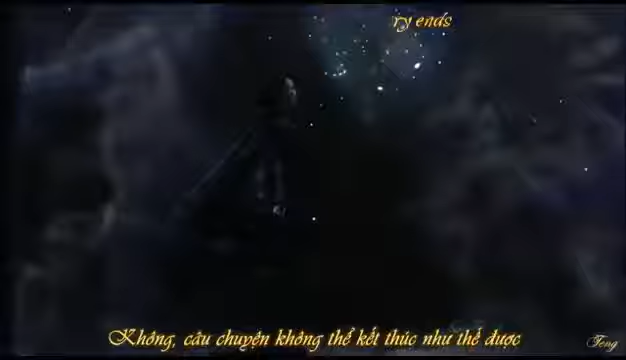 ry ends
Không, câu chuyện không thể kết thúc như thế được
Feng